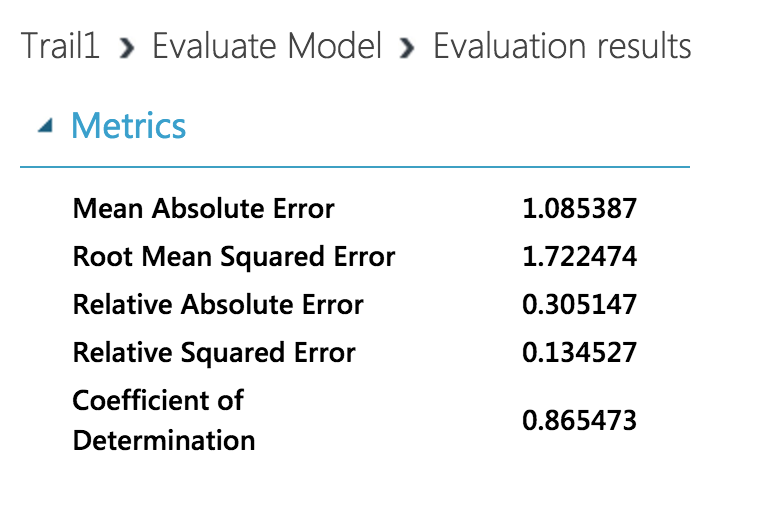 Trail1 › Evaluate Model › Evaluation results
Metrics
Mean Absolute Error 1.085387
Root Mean Squared Error 1.722474
Relative Absolute Error 0.305147
Relative Squared Error 0.134527
Coefficient of
Determination 0.865473